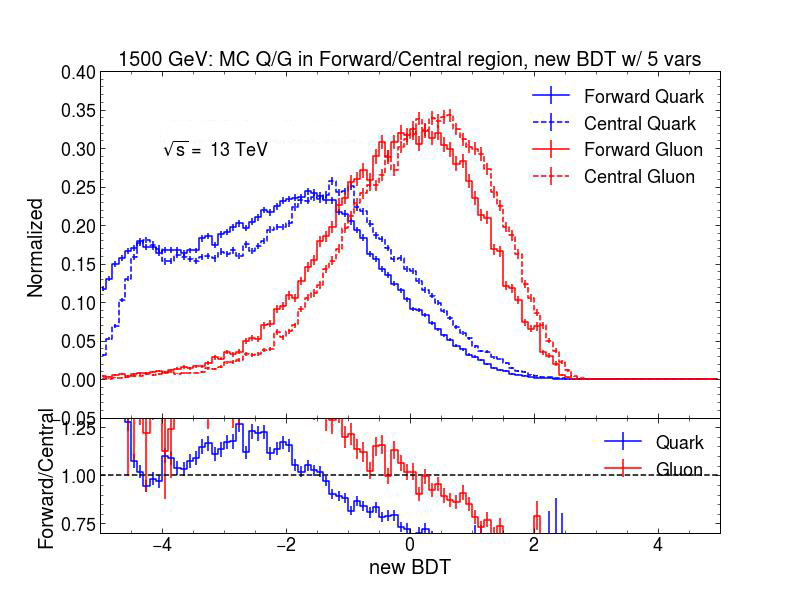 1500 GeV: MC Q/G in Forward/Central region, new BDT w/ 5 vars
0.40
0.35
0.30
0.25
0.20
0.15
0.10
0.05
0.00
−0.05
Normalized
√s = 13 TeV
Forward Quark
Central Quark
Forward Gluon
Central Gluon
1.25
1.00
0.75
Forward/Central
Quark
Gluon
−4 −2 0 2 4
new BDT